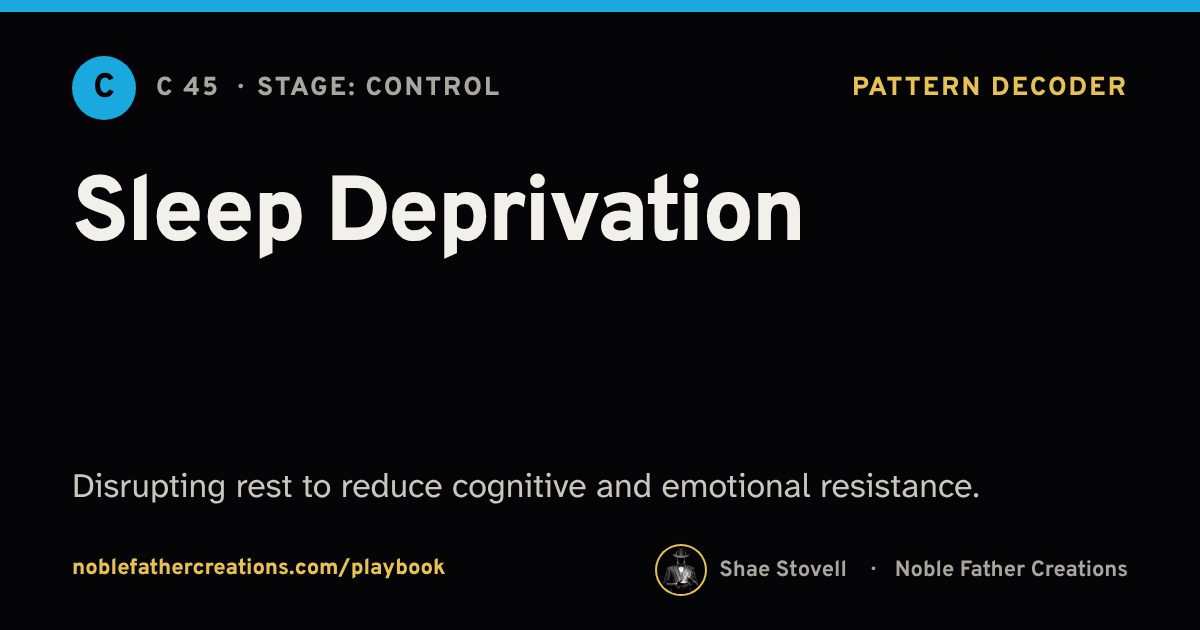 C
C 45 · STAGE: CONTROL
PATTERN DECODER
Sleep Deprivation
Disrupting rest to reduce cognitive and emotional resistance.
noblefathercreations.com/playbook
Shae Stovell · Noble Father Creations